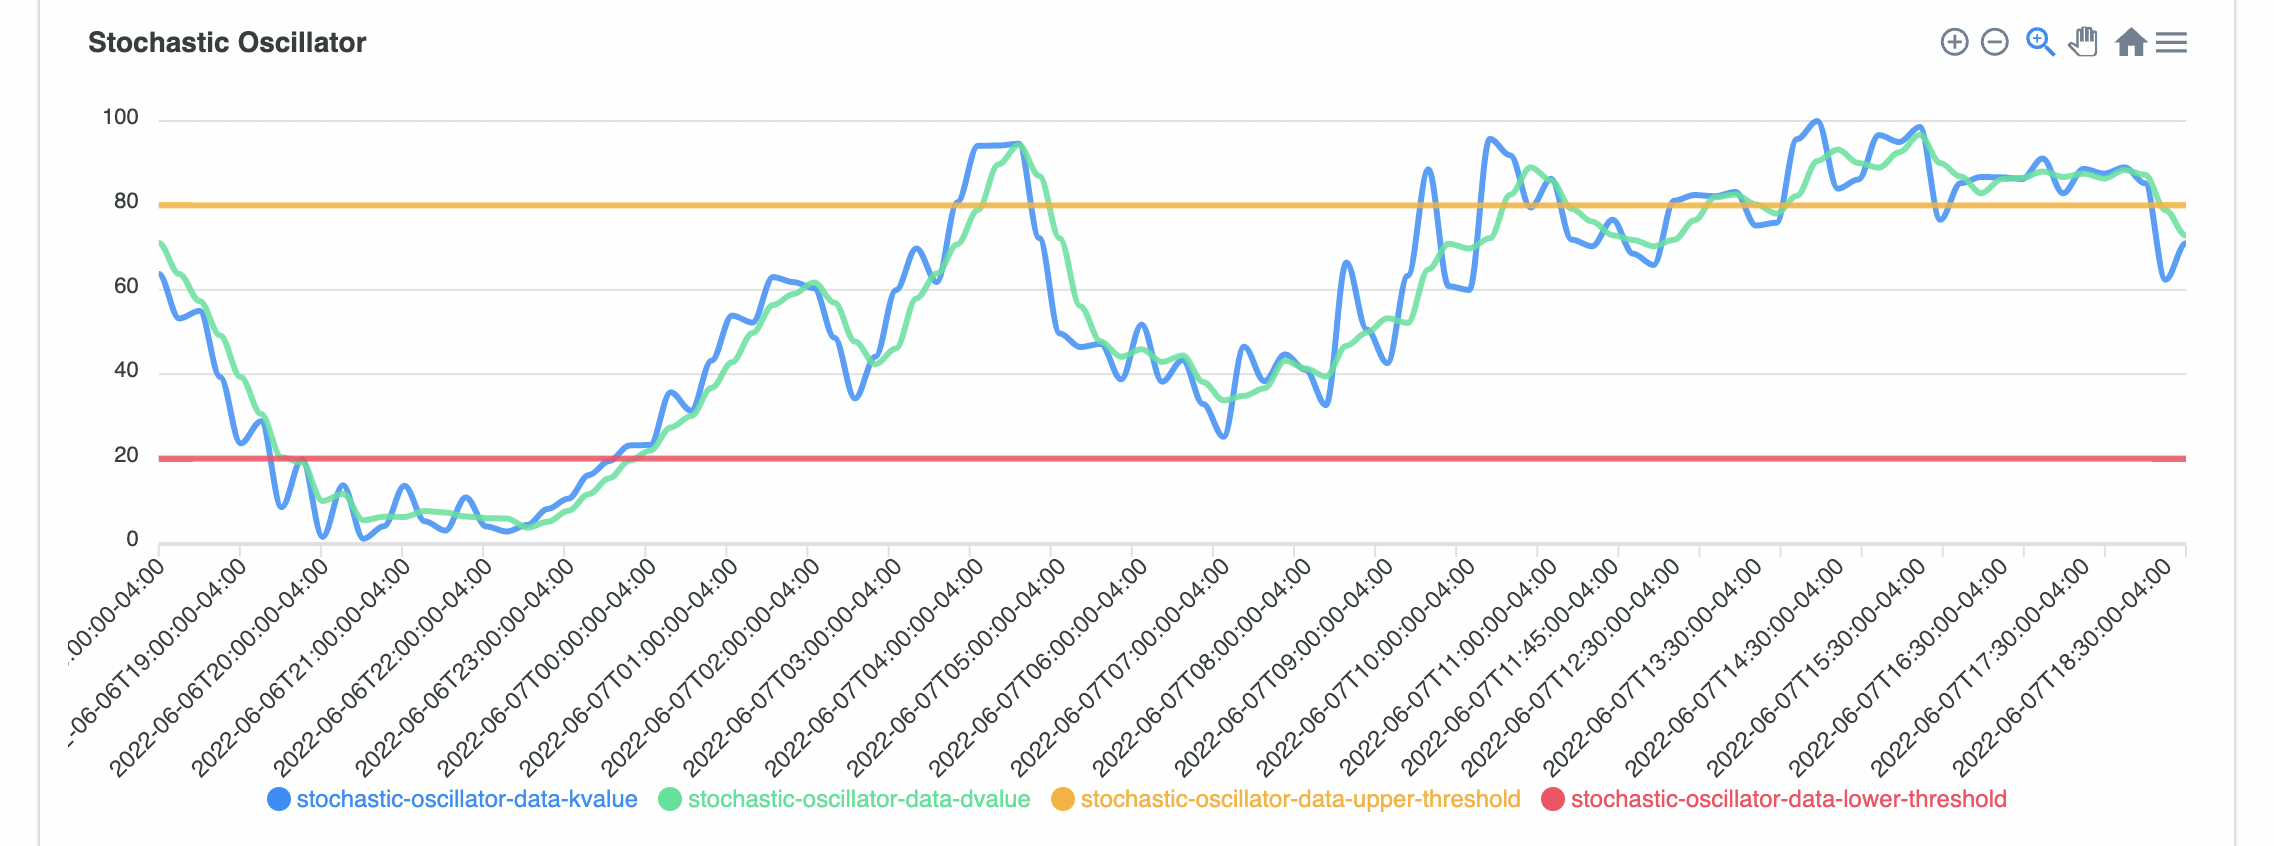 Stochastic Oscillator
100
80
60
40
20
0
:00:00-04:00
-06-06T19:00:00-04:00
2022-06-06T20:00:00-04:00
2022-06-06T21:00:00-04:00
2022-06-06T22:00:00-04:00
2022-06-06T23:00:00-04:00
2022-06-07T00:00:00-04:00
2022-06-07T01:00:00-04:00
2022-06-07T02:00:00-04:00
2022-06-07T03:00:00-04:00
2022-06-07T04:00:00-04:00
2022-06-07T05:00:00-04:00
2022-06-07T06:00:00-04:00
2022-06-07T07:00:00-04:00
2022-06-07T08:00:00-04:00
2022-06-07T09:00:00-04:00
2022-06-07T10:00:00-04:00
2022-06-07T11:00:00-04:00
2022-06-07T11:45:00-04:00
2022-06-07T12:30:00-04:00
2022-06-07T13:30:00-04:00
2022-06-07T14:30:00-04:00
2022-06-07T15:30:00-04:00
2022-06-07T16:30:00-04:00
2022-06-07T17:30:00-04:00
2022-06-07T18:30:00-04:00
stochastic-oscillator-data-kvalue stochastic-oscillator-data-dvalue stochastic-oscillator-data-upper-threshold stochastic-oscillator-data-lower-threshold